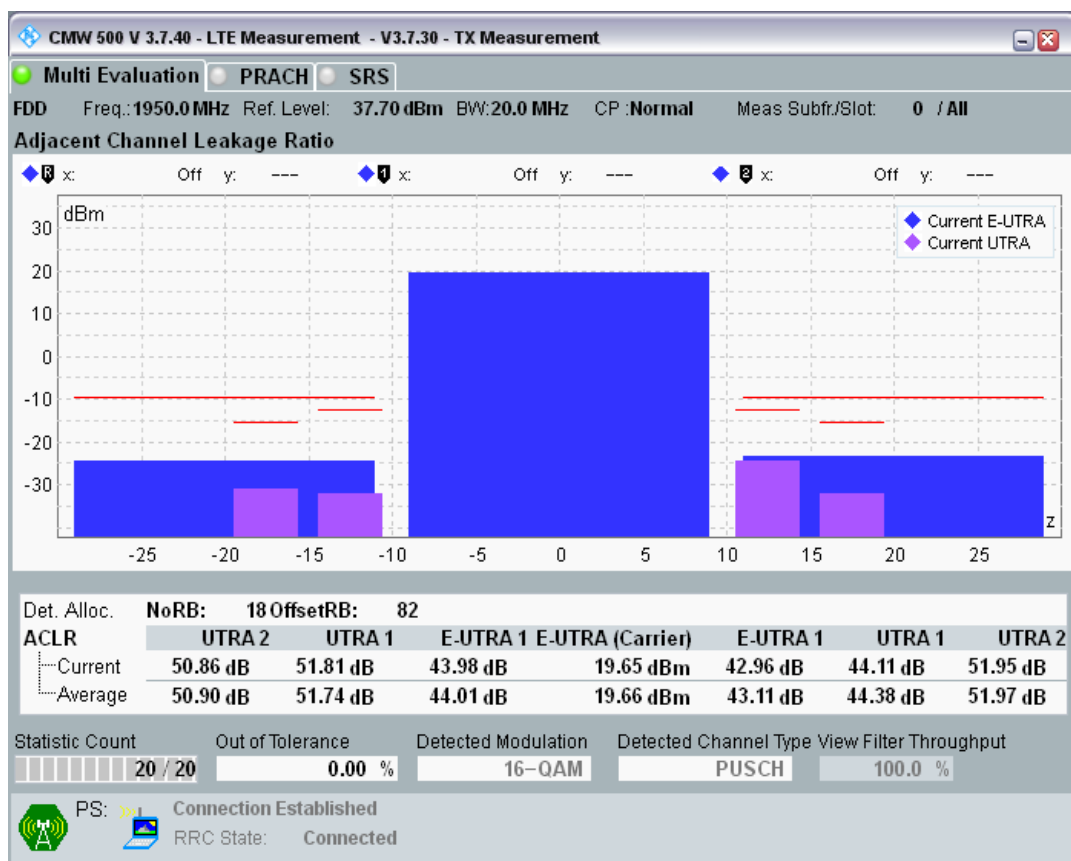 CMW 500 V 3.7.40 - LTE Measurement - V3.7.30 - TX Measurement
Multi Evaluation PRACH SRS
FDD Freq.: 1950.0 MHz Ref. Level: 37.70 dBm BW: 20.0 MHz CP : Normal Meas Subfr./Slot: 0 / All
Adjacent Channel Leakage Ratio
R x: Off y: --- 1 x: Off y: --- 2 x: Off y: ---
dBm
Current E-UTRA
Current UTRA
30
20
10
0
-10
-20
-30
z
-25 -20 -15 -10 -5 0 5 10 15 20 25
Det. Alloc. NoRB: 18 OffsetRB: 82
ACLR UTRA 2 UTRA 1 E-UTRA 1 E-UTRA (Carrier) E-UTRA 1 UTRA 1 UTRA 2
Current 50.86 dB 51.81 dB 43.98 dB 19.65 dBm 42.96 dB 44.11 dB 51.95 dB
Average 50.90 dB 51.74 dB 44.01 dB 19.66 dBm 43.11 dB 44.38 dB 51.97 dB
Statistic Count Out of Tolerance Detected Modulation Detected Channel Type View Filter Throughput
20 / 20 0.00 % 16-QAM PUSCH 100.0 %
PS: Connection Established
RRC State: Connected